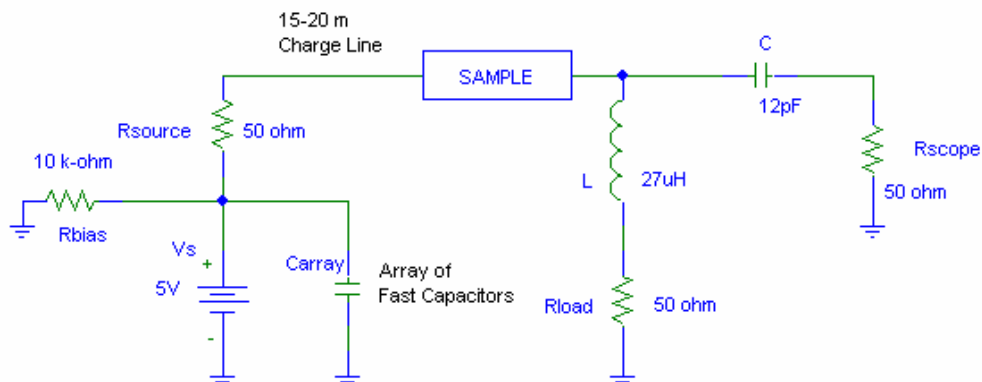 15-20 m
Charge Line
SAMPLE
C
12pF
Rsource
50 ohm
Rscope
50 ohm
10 k-ohm
Rbias
L
27uH
Vs
+
5V
-
Carray
Array of
Fast Capacitors
Rload
50 ohm